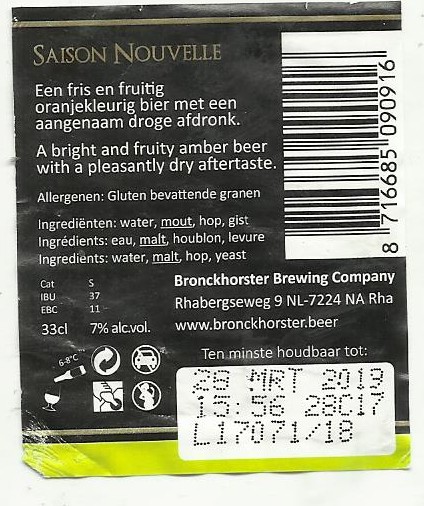 SAISON NOUVELLE
Een fris en fruitig
oranjekleurig bier met een
aangenaam droge afdronk.
A bright and fruity amber beer
with a pleasantly dry aftertaste.
Allergenen: Gluten bevattende granen
Ingrediënten: water, mout, hop, gist
Ingrédients: eau, malt, houblon, levure
Ingredients: water, malt, hop, yeast
Cat S
IBU 37
EBC 11
33cl 7% alc.vol.
6-8°C
Bronckhorster Brewing Company
Rhabergseweg 9 NL-7224 NA Rha
www.bronckhorster.beer
Ten minste houdbaar tot:
28 MRT 2019
15:56 28C17
L17071/18
8 716685 090916